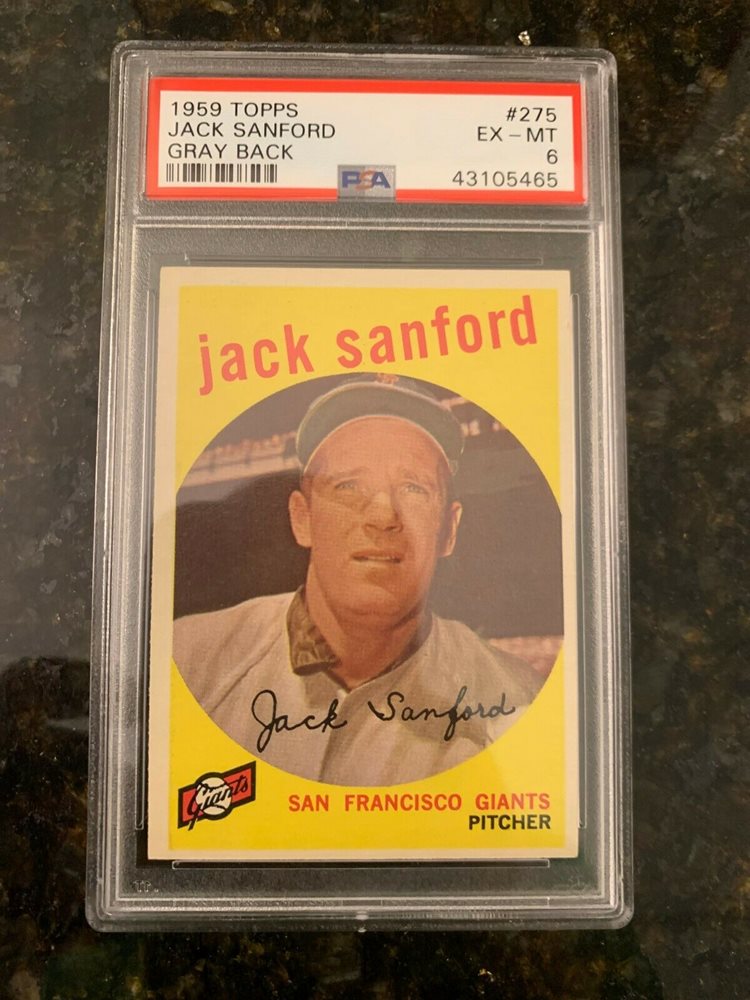 1959 TOPPS #275
JACK SANFORD EX - MT
GRAY BACK 6
PSA 43105465
jack sanford
Jack Sanford
Giants
SAN FRANCISCO GIANTS
PITCHER